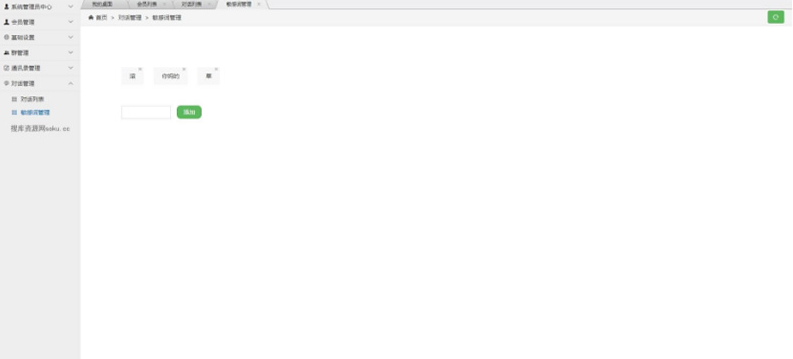 系统管理员中心
会员管理
基础设置
群管理
通讯录管理
对话管理
对话列表
敏感词管理
搜库资源网soku.cc
我的桌面 会员列表 对话列表 敏感词管理
首页 > 对话管理 > 敏感词管理
滚 你妈的 草
添加